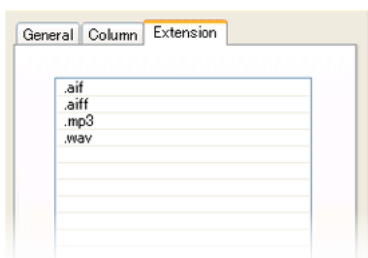 General Column Extension
.aif
.aiff
.mp3
.wav